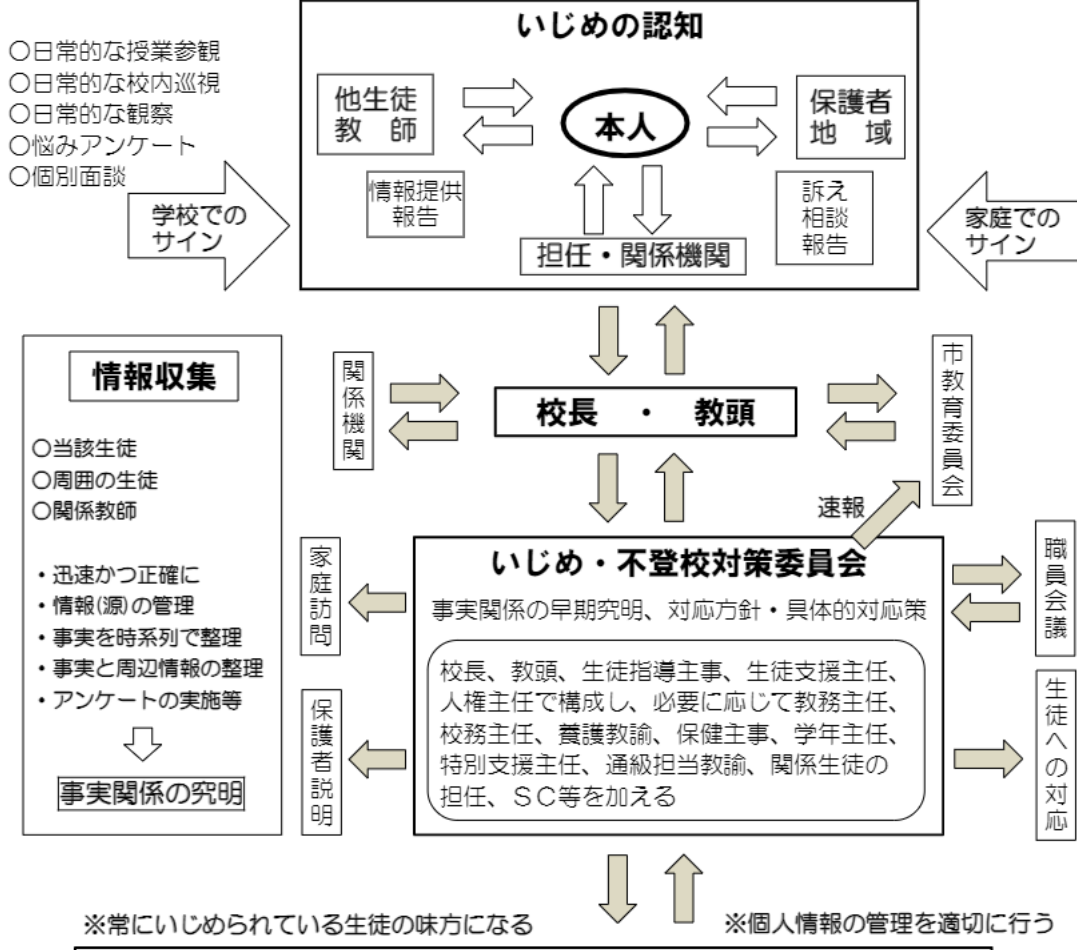 いじめの認知
○日常的な授業参観
○日常的な校内巡視
○日常的な観察
○悩みアンケート
○個別面談
学校での
サイン
他生徒
教　師
本人
保護者
地　域
情報提供
報告
訴え
相談
報告
担任・関係機関
家庭での
サイン
情報収集
○当該生徒
○周囲の生徒
○関係教師
・迅速かつ正確に
・情報(源)の管理
・事実を時系列で整理
・事実と周辺情報の整理
・アンケートの実施等
事実関係の究明
関係機関
校長　・　教頭
市教育委員会
速報
家庭訪問
保護者説明
いじめ・不登校対策委員会
事実関係の早期究明、対応方針・具体的対応策
校長、教頭、生徒指導主事、生徒支援主任、
人権主任で構成し、必要に応じて教務主任、
校務主任、養護教諭、保健主事、学年主任、
特別支援主任、通級担当教諭、関係生徒の
担任、ＳＣ等を加える
職員会議
生徒への対応
※常にいじめられている生徒の味方になる
※個人情報の管理を適切に行う